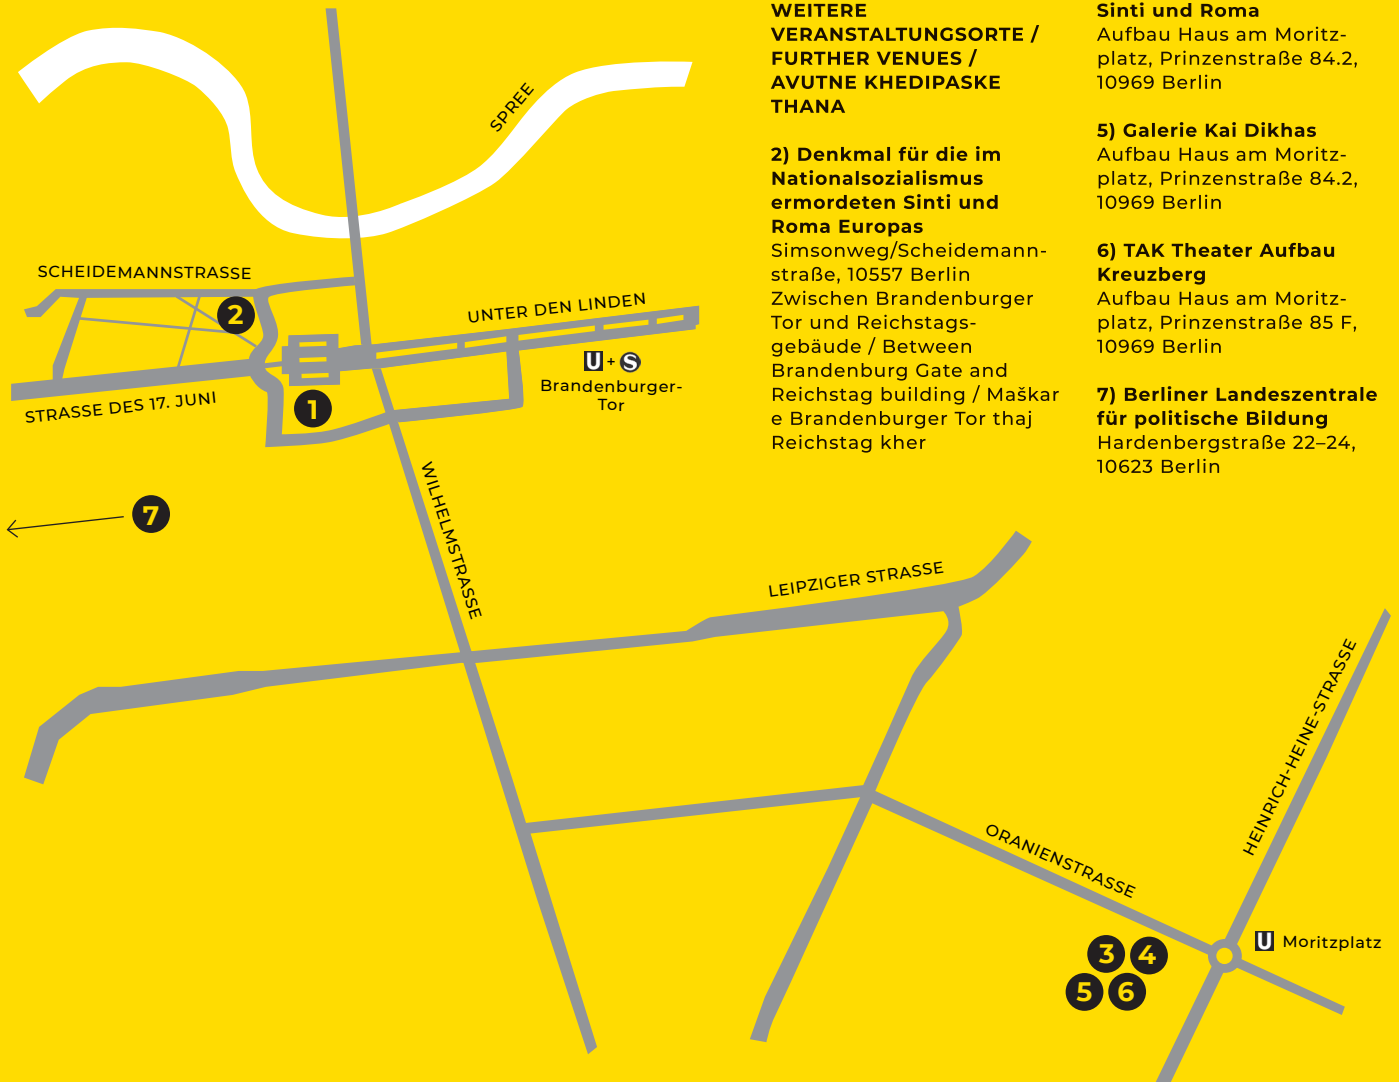 WEITERE
VERANSTALTUNGSORTE /
FURTHER VENUES /
AVUTNE KHEDIPASKE
THANA
2) Denkmal für die im
Nationalsozialismus
ermordeten Sinti und
Roma Europas
Simsonweg/Scheidemann-
straße, 10557 Berlin
Zwischen Brandenburger
Tor und Reichstags-
gebäude / Between
Brandenburg Gate and
Reichstag building / Maškar
e Brandenburger Tor thaj
Reichstag kher
Sinti und Roma
Aufbau Haus am Moritz-
platz, Prinzenstraße 84.2,
10969 Berlin
5) Galerie Kai Dikhas
Aufbau Haus am Moritz-
platz, Prinzenstraße 84.2,
10969 Berlin
6) TAK Theater Aufbau
Kreuzberg
Aufbau Haus am Moritz-
platz, Prinzenstraße 85 F,
10969 Berlin
7) Berliner Landeszentrale
für politische Bildung
Hardenbergstraße 22–24,
10623 Berlin
SPREE
SCHEIDEMANNSTRASSE
2
UNTER DEN LINDEN
U + S
Brandenburger-
Tor
STRASSE DES 17. JUNI
1
WILHELMSTRASSE
7
LEIPZIGER STRASSE
HEINRICH-HEINE-STRASSE
ORANIENSTRASSE
U Moritzplatz
3 4
5 6